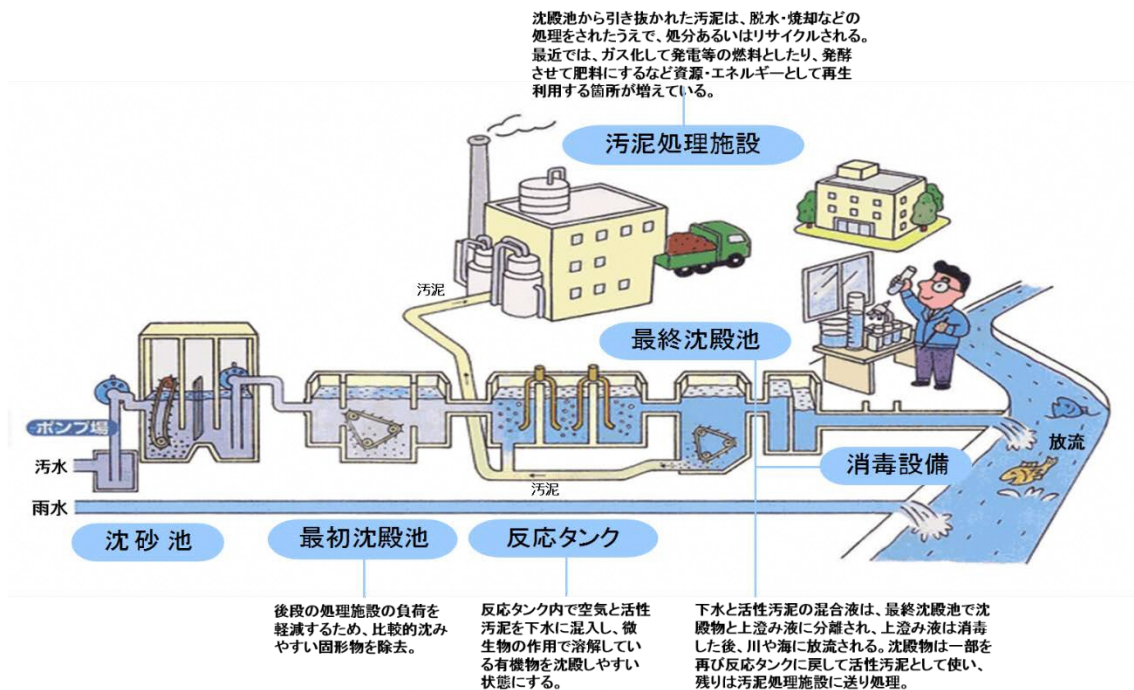 沈殿池から引き抜かれた汚泥は、脱水・焼却などの
処理をされたうえで、処分あるいはリサイクルされる。
最近では、ガス化して発電等の燃料としたり、発酵
させて肥料にするなど資源・エネルギーとして再生
利用する箇所が増えている。
汚泥処理施設
汚泥
最終沈殿池
ポンプ場
放流
汚水
消毒設備
汚泥
雨水
沈砂池
最初沈殿池
反応タンク
後段の処理施設の負荷を
軽減するため、比較的沈み
やすい固形物を除去。
反応タンク内で空気と活性
汚泥を下水に混入し、微
生物の作用で溶解してい
る有機物を沈殿しやすい
状態にする。
下水と活性汚泥の混合液は、最終沈殿池で沈
殿物と上澄み液に分離され、上澄み液は消毒
した後、川や海に放流される。沈殿物は一部を
再び反応タンクに戻して活性汚泥として使い、
残りは汚泥処理施設に送り処理。